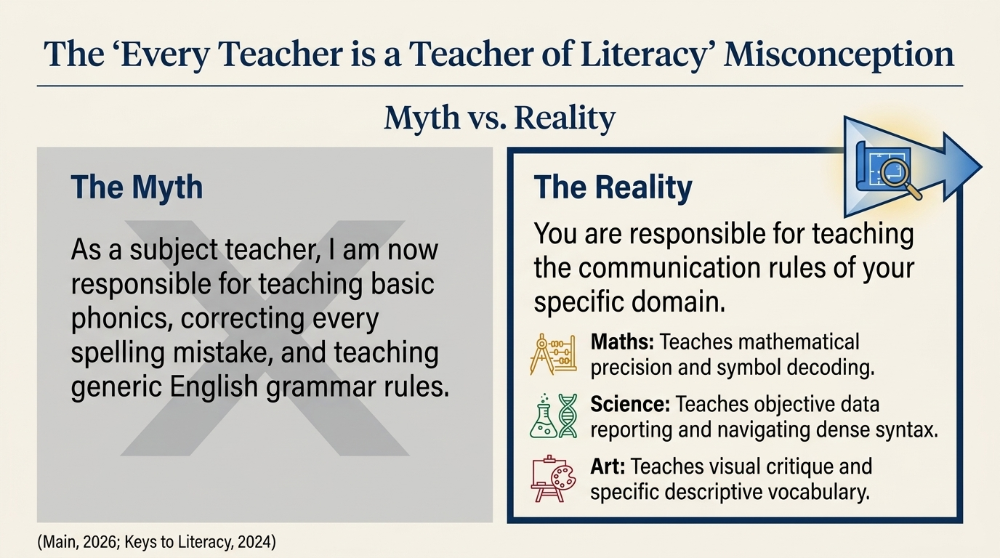 The ‘Every Teacher is a Teacher of Literacy’ Misconception
Myth vs. Reality
The Myth
As a subject teacher, I am now
responsible for teaching basic
phonics, correcting every
spelling mistake, and teaching
generic English grammar rules.
The Reality
You are responsible for teaching
the communication rules of your
specific domain.
Maths: Teaches mathematical
precision and symbol decoding.
Science: Teaches objective data
reporting and navigating dense syntax.
Art: Teaches visual critique and
specific descriptive vocabulary.
(Main, 2026; Keys to Literacy, 2024)